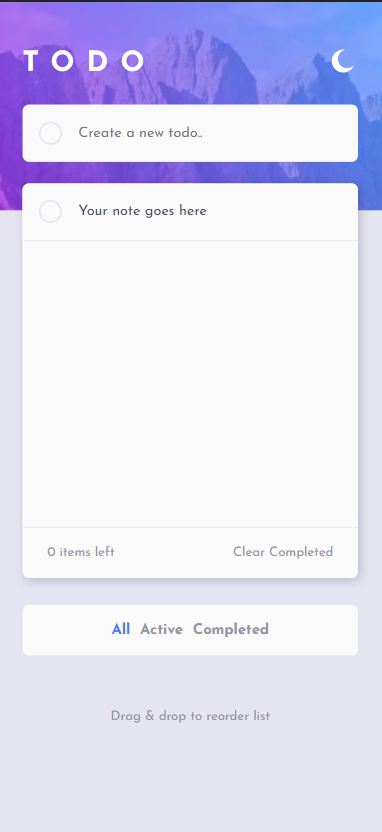 TODO
Create a new todo..
Your note goes here
0 items left Clear Completed
All Active Completed
Drag & drop to reorder list